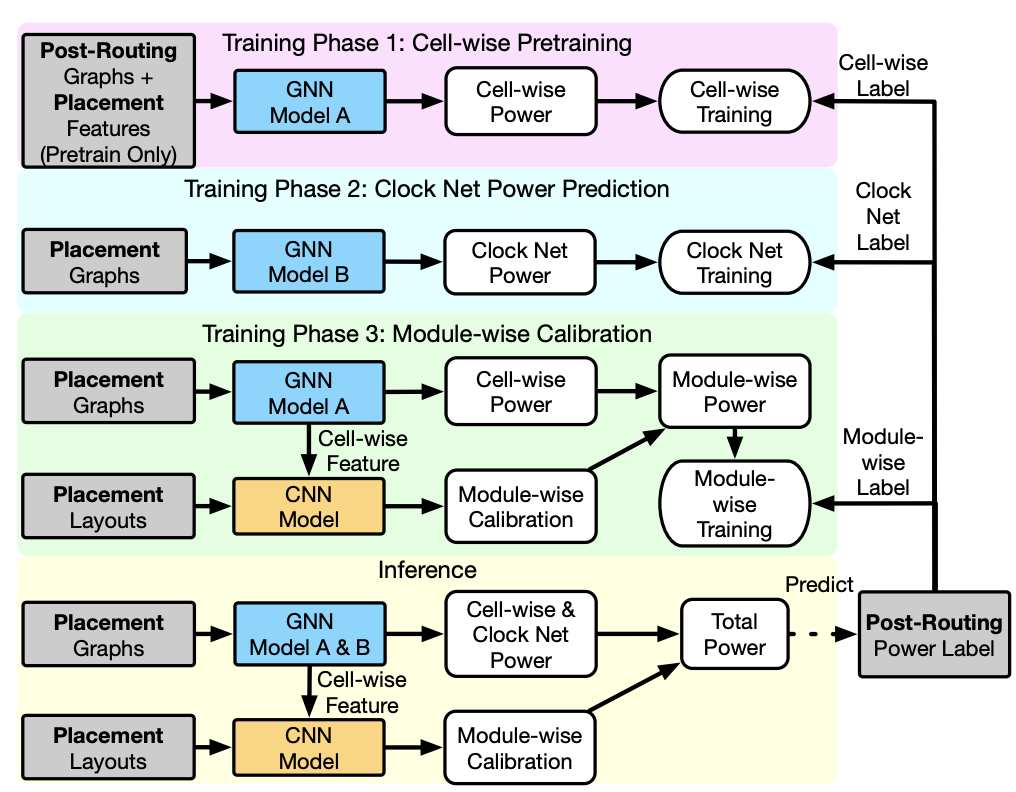 Training Phase 1: Cell-wise Pretraining
Post-Routing
Graphs +
Placement
Features
(Pretrain Only)
GNN
Model A
Cell-wise
Power
Cell-wise
Training
Cell-wise
Label
Training Phase 2: Clock Net Power Prediction
Placement
Graphs
GNN
Model B
Clock Net
Power
Clock Net
Training
Clock
Net
Label
Training Phase 3: Module-wise Calibration
Placement
Graphs
GNN
Model A
Cell-wise
Power
Module-wise
Power
Cell-wise
Feature
Placement
Layouts
CNN
Model
Module-wise
Calibration
Module-
wise
Training
Module-
wise
Label
Inference
Placement
Graphs
GNN
Model A & B
Cell-wise &
Clock Net
Power
Total
Power
Predict
Post-Routing
Power Label
Cell-wise
Feature
Placement
Layouts
CNN
Model
Module-wise
Calibration